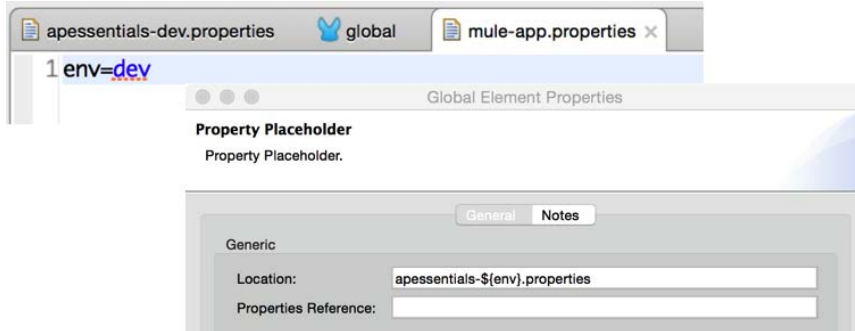 apessentials-dev.properties global mule-app.properties
1 env=dev
Global Element Properties
Property Placeholder
Property Placeholder.
General Notes
Generic
Location: apessentials-${env}.properties
Properties Reference: